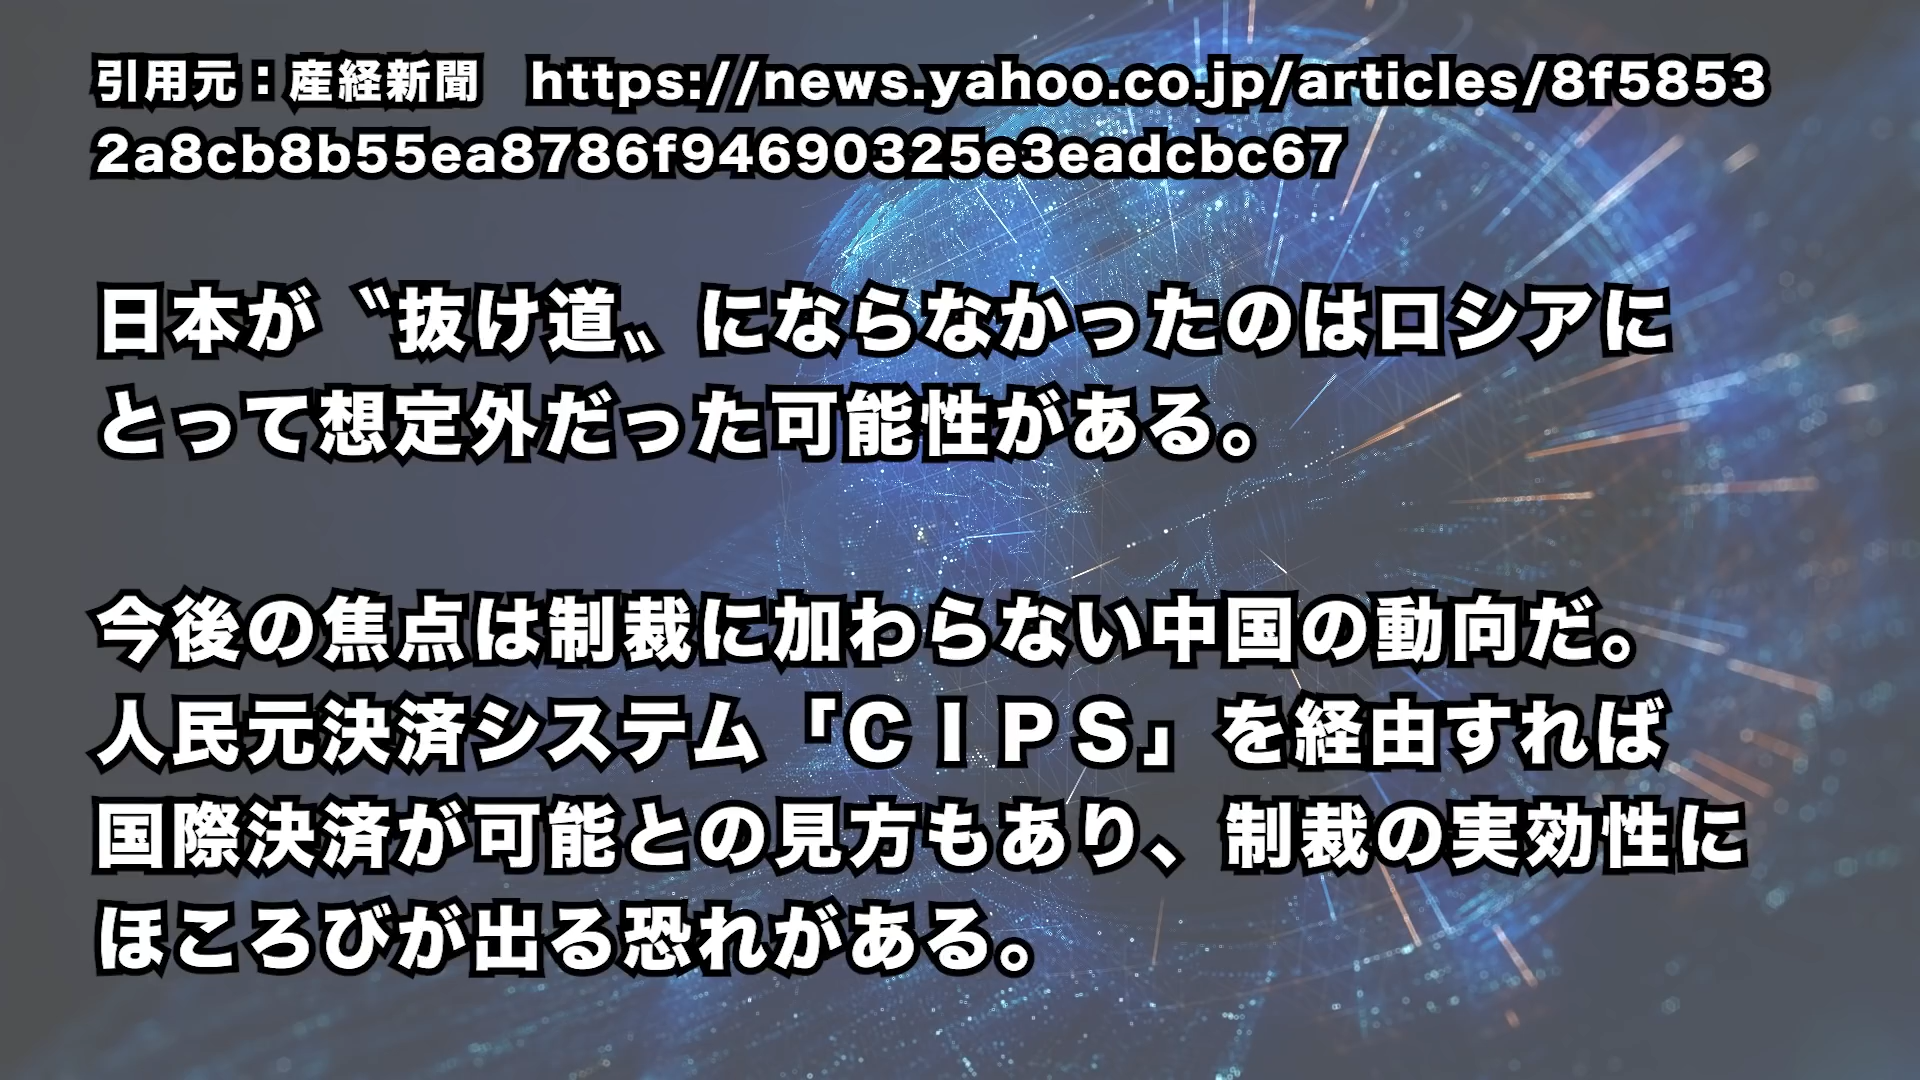 引用元：産経新聞　https://news.yahoo.co.jp/articles/8f5853
2a8cb8b55ea8786f94690325e3eadcbc67
日本が〝抜け道〟にならなかったのはロシアに
とって想定外だった可能性がある。
今後の焦点は制裁に加わらない中国の動向だ。
人民元決済システム「ＣＩＰＳ」を経由すれば
国際決済が可能との見方もあり、制裁の実効性に
ほころびが出る恐れがある。